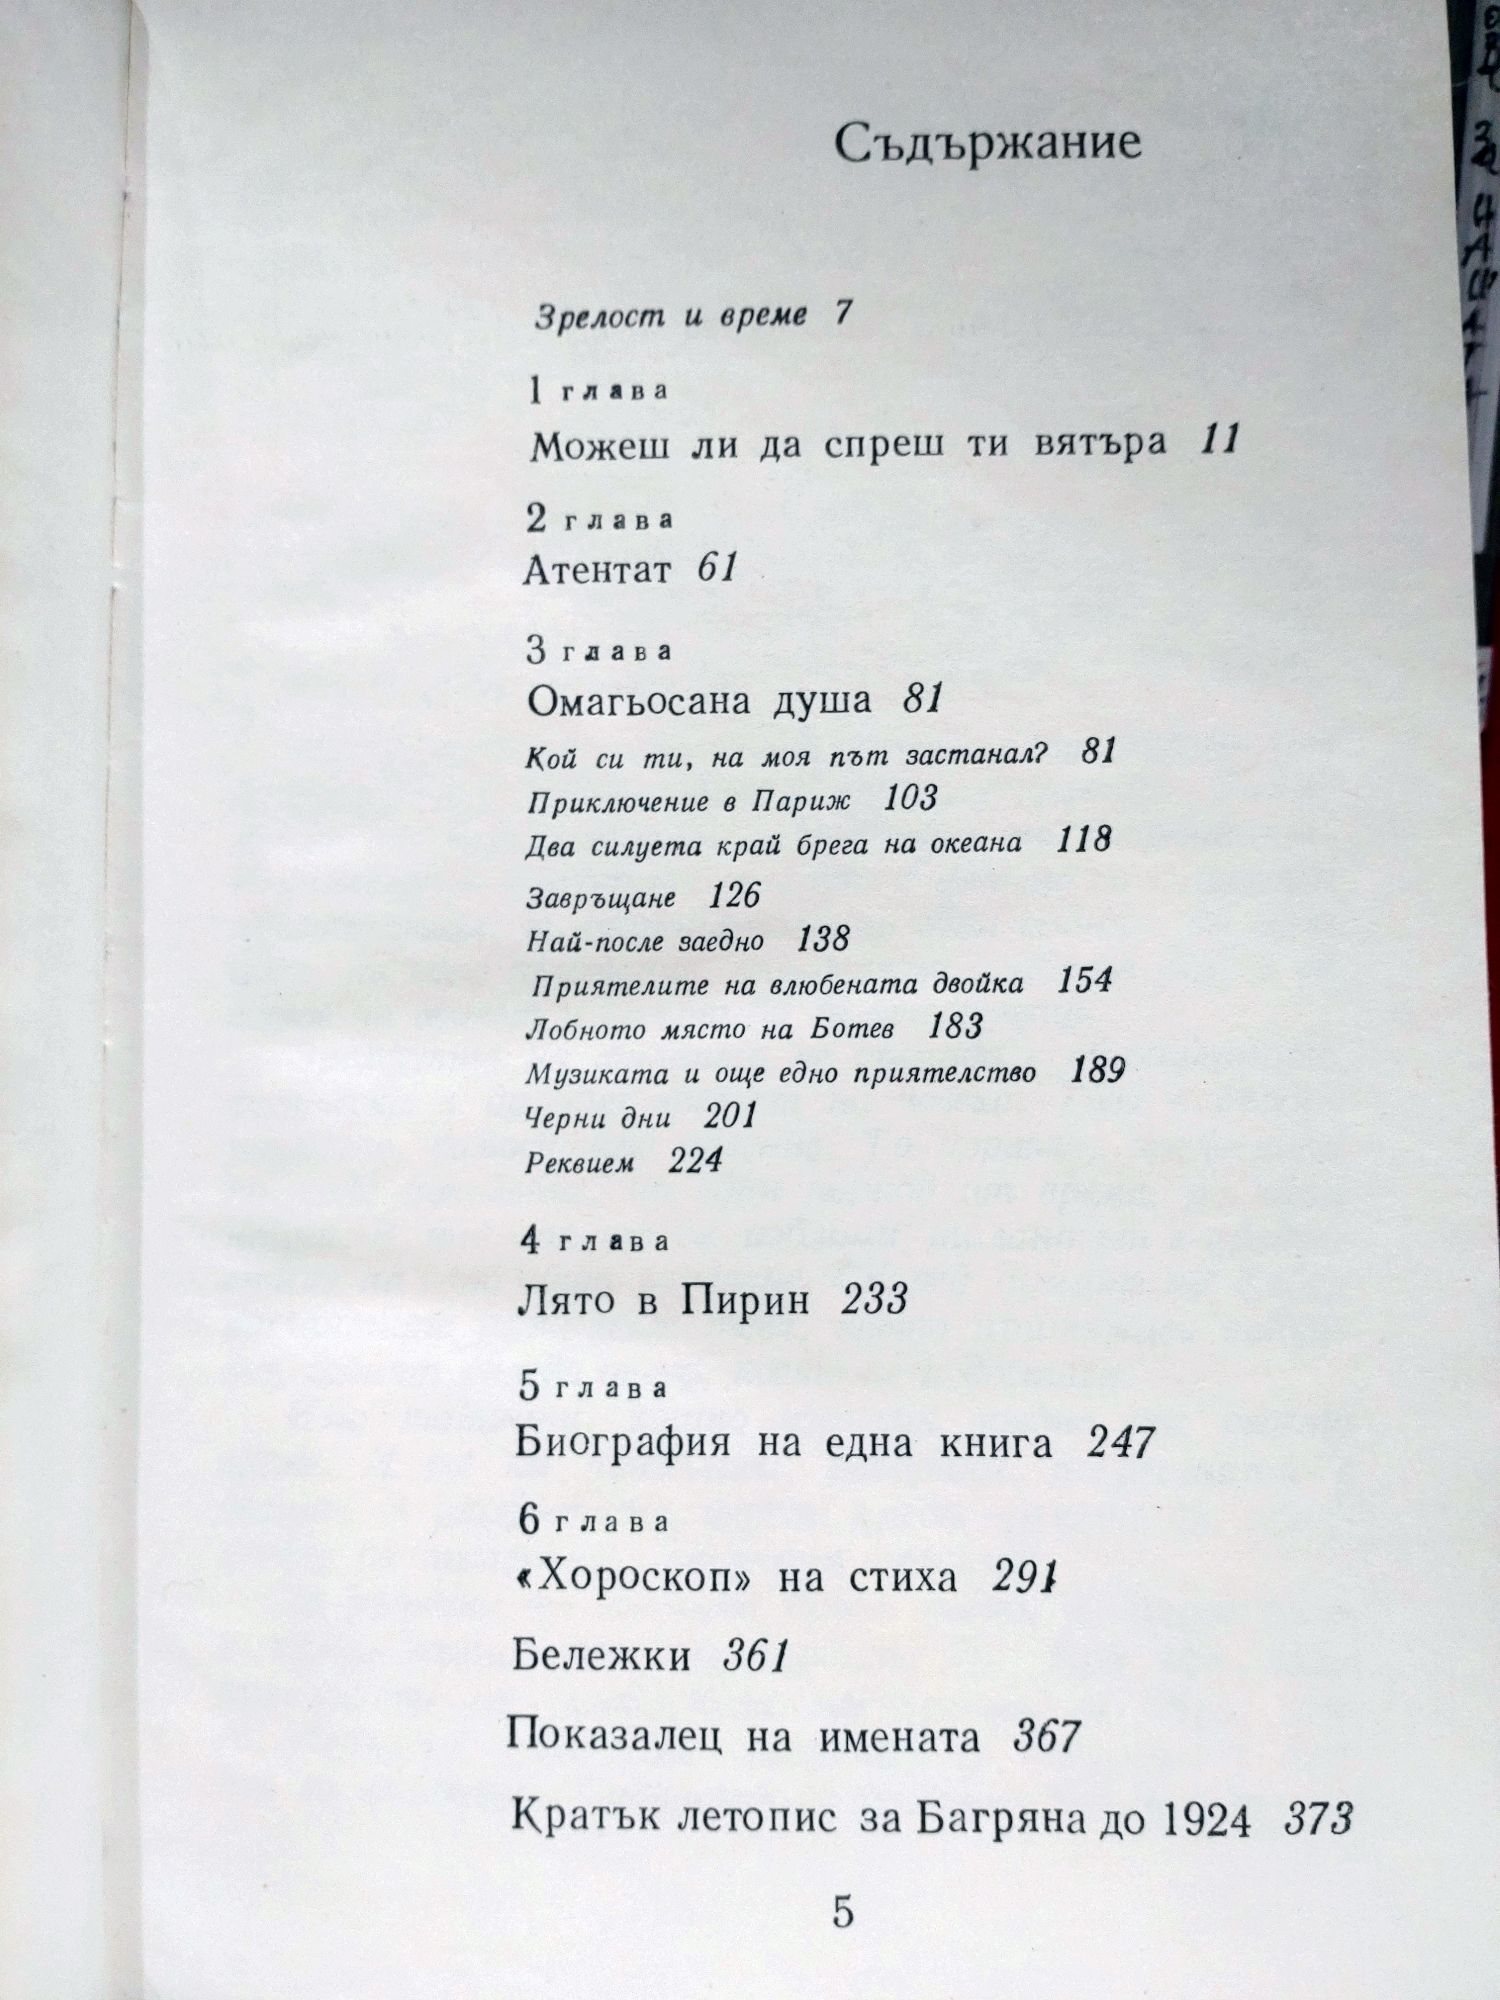 Съдържание
Зрелост и време 7
1 глава
Можеш ли да спреш ти вятъра 11
2 глава
Атентат 61
3 глава
Омагьосана душа 81
Кой си ти, на моя път застанал? 81
Приключение в Париж 103
Два силуета край брега на океана 118
Завръщане 126
Най-после заедно 138
Приятелите на влюбената двойка 154
Лобното място на Ботев 183
Музиката и още едно приятелство 189
Черни дни 201
Реквием 224
4 глава
Лято в Пирин 233
5 глава
Биография на една книга 247
6 глава
«Хороскоп» на стиха 291
Бележки 361
Показалец на имената 367
Кратък летопис за Багряна до 1924 373
5